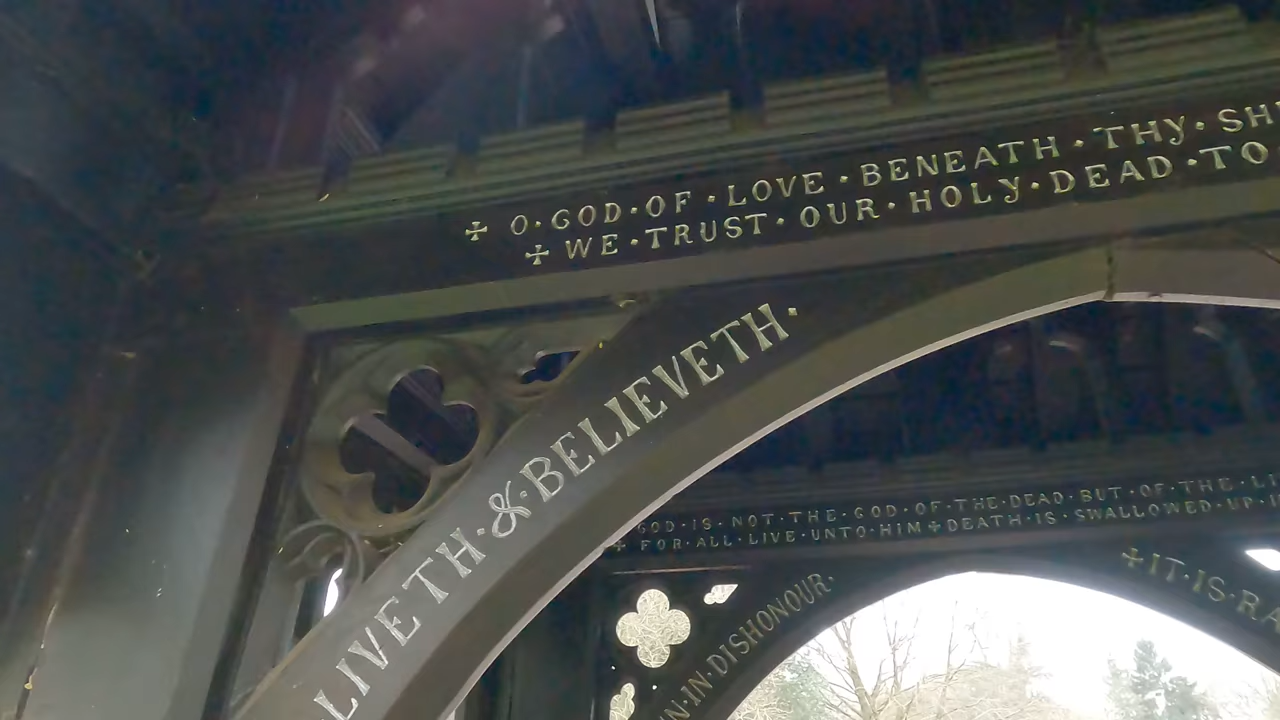 ✠ O·GOD·OF·LOVE·BENEATH·THY·SH
✠ WE·TRUST·OUR·HOLY·DEAD·TO·
LIVETH·&·BELIEVETH·
GOD·IS·NOT·THE·GOD·OF·THE·DEAD·BUT·OF·THE·LI
✠ FOR·ALL·LIVE·UNTO·HIM✠DEATH·IS·SWALLOWED·UP·
N·IN·DISHONOUR·
✠IT·IS·RA